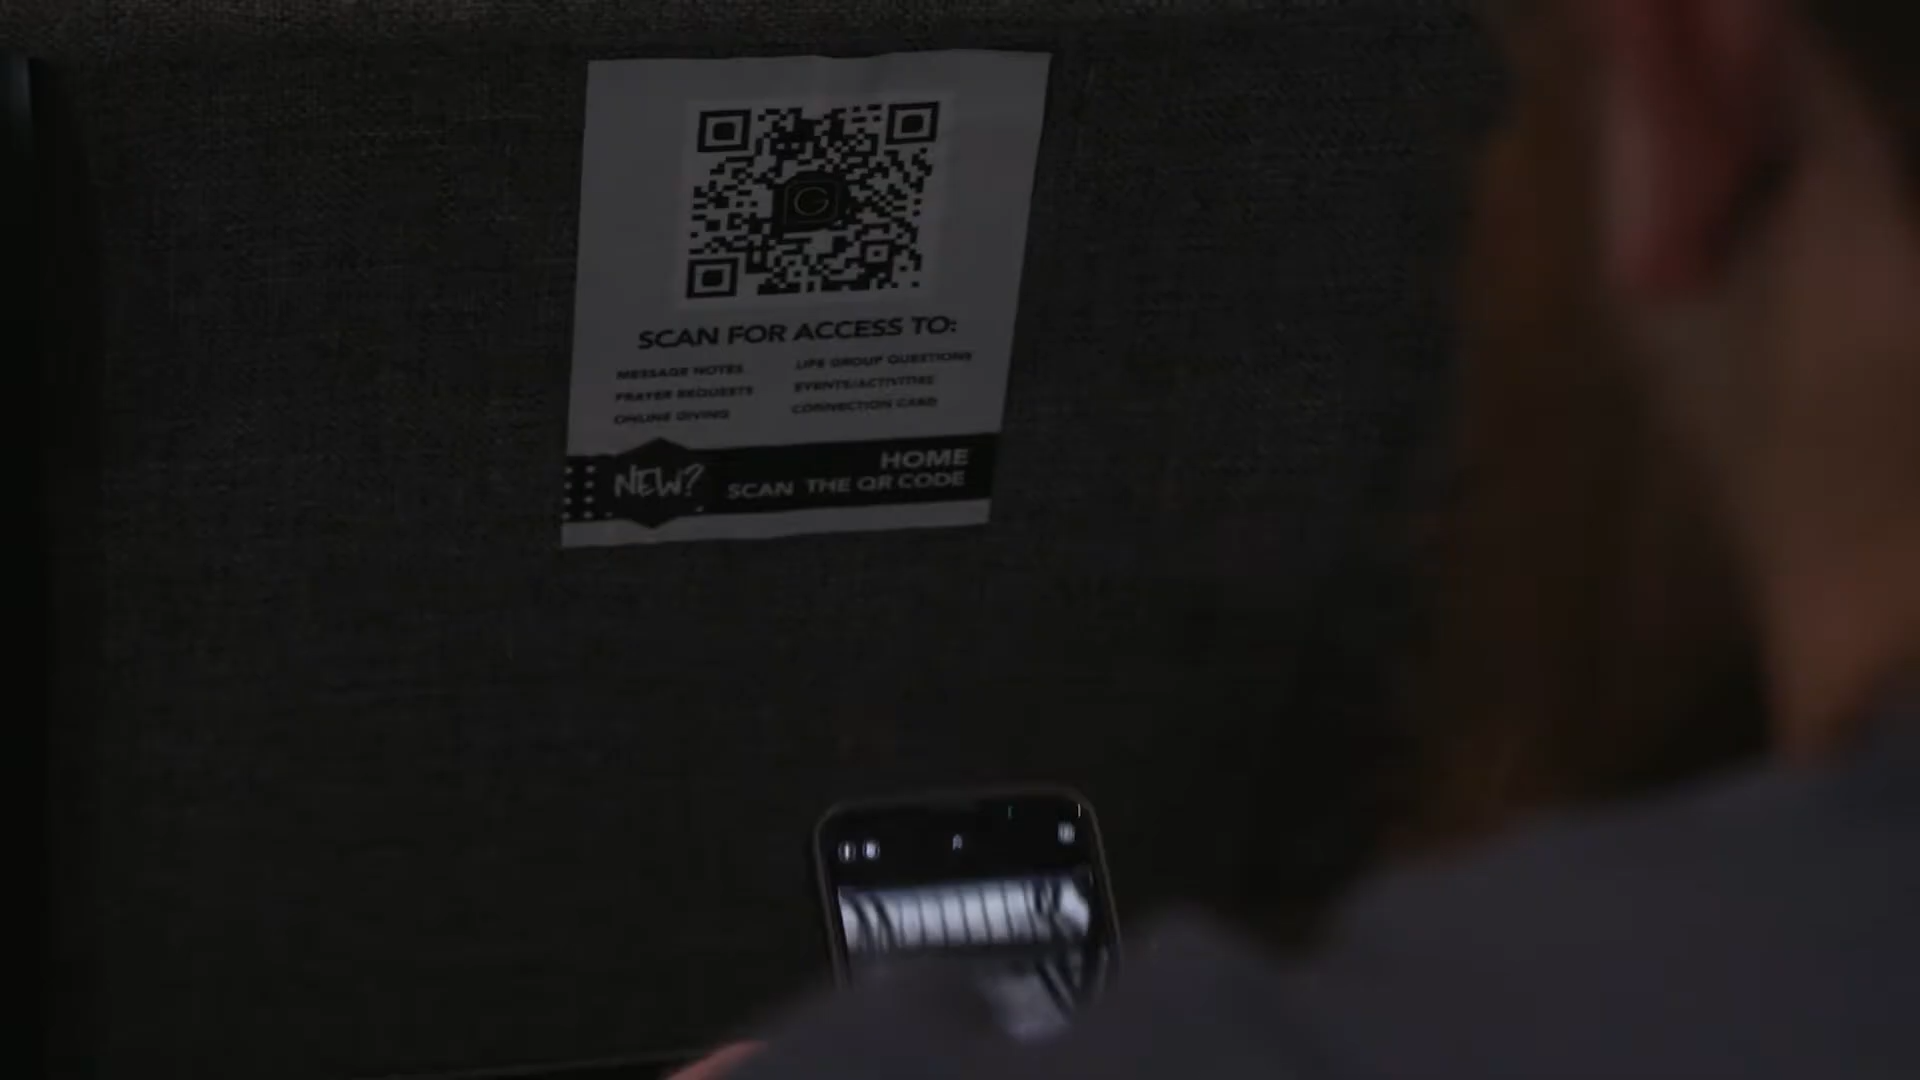 G
SCAN FOR ACCESS TO:
MESSAGE NOTES
PRAYER REQUESTS
ONLINE GIVING
LIFE GROUP QUESTIONS
EVENTS/ACTIVITIES
CONNECTION CARD
NEW?
HOME
SCAN THE QR CODE